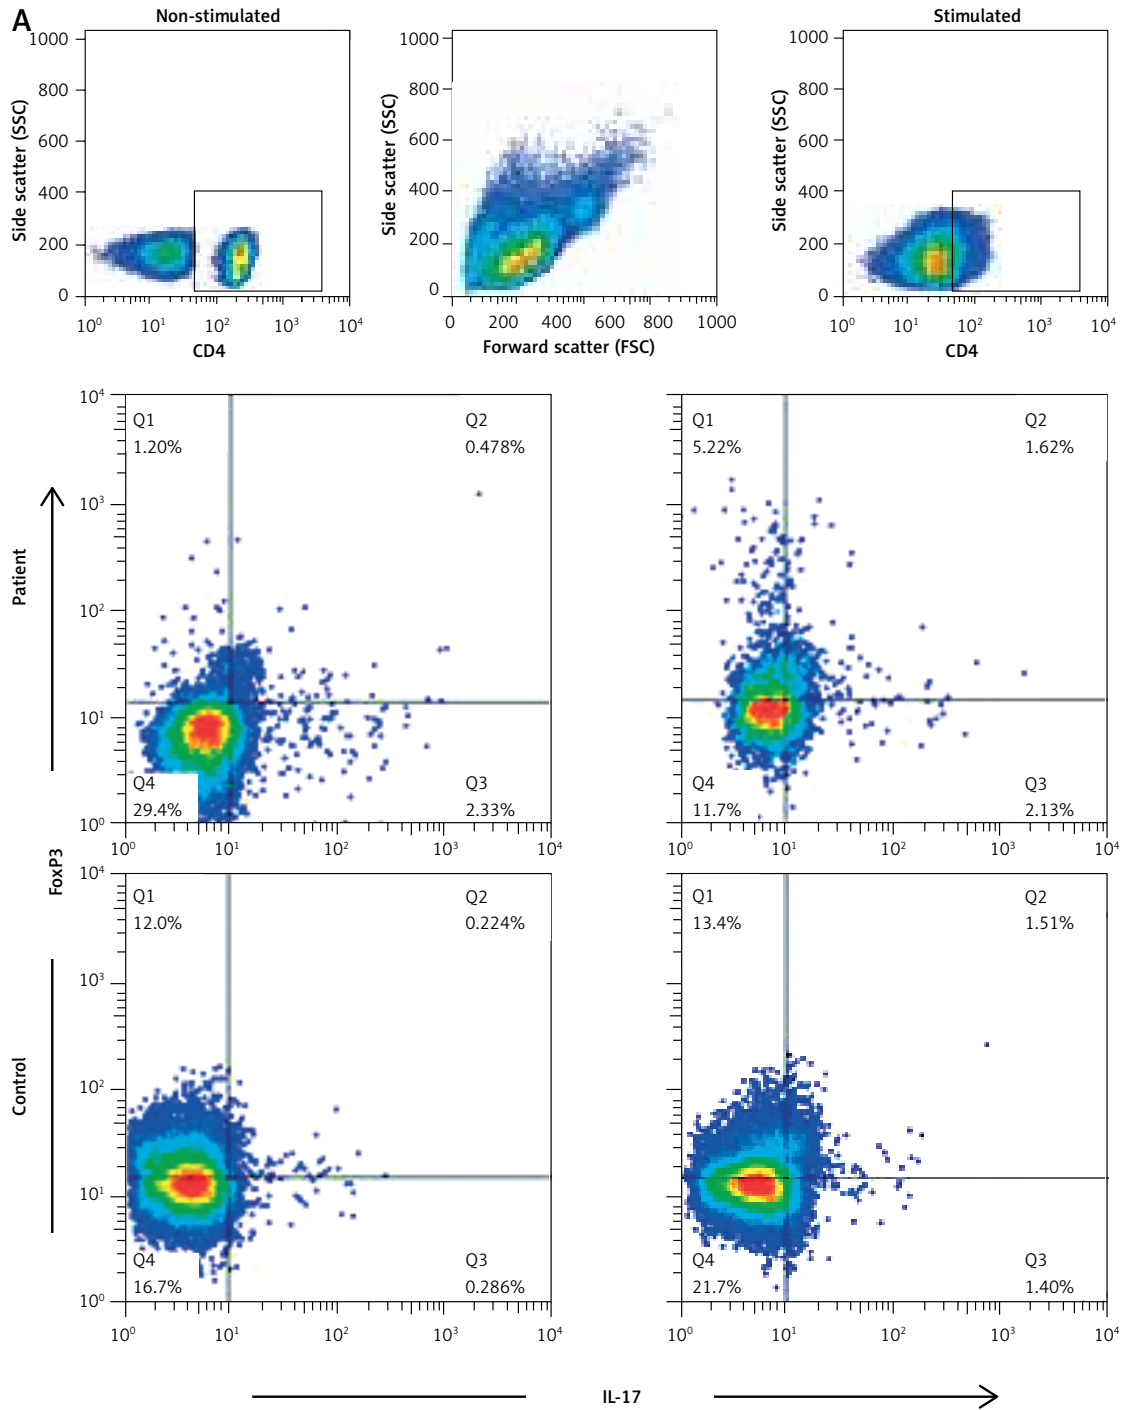 A
Non-stimulated
Stimulated
1000
800
600
400
200
0
Side scatter (SSC)
10⁰ 10¹ 10² 10³ 10⁴
CD4
1000
800
600
400
200
0
Side scatter (SSC)
0 200 400 600 800 1000
Forward scatter (FSC)
1000
800
600
400
200
0
Side scatter (SSC)
10⁰ 10¹ 10² 10³ 10⁴
CD4
Patient
10⁴
10³
10²
10¹
10⁰
Q1
1.20%
Q2
0.478%
Q4
29.4%
Q3
2.33%
10⁰ 10¹ 10² 10³ 10⁴
Q1
5.22%
Q2
1.62%
Q4
11.7%
Q3
2.13%
10⁰ 10¹ 10² 10³ 10⁴
FoxP3
Control
10⁴
10³
10²
10¹
10⁰
Q1
12.0%
Q2
0.224%
Q4
16.7%
Q3
0.286%
10⁰ 10¹ 10² 10³ 10⁴
Q1
13.4%
Q2
1.51%
Q4
21.7%
Q3
1.40%
10⁰ 10¹ 10² 10³ 10⁴
IL-17